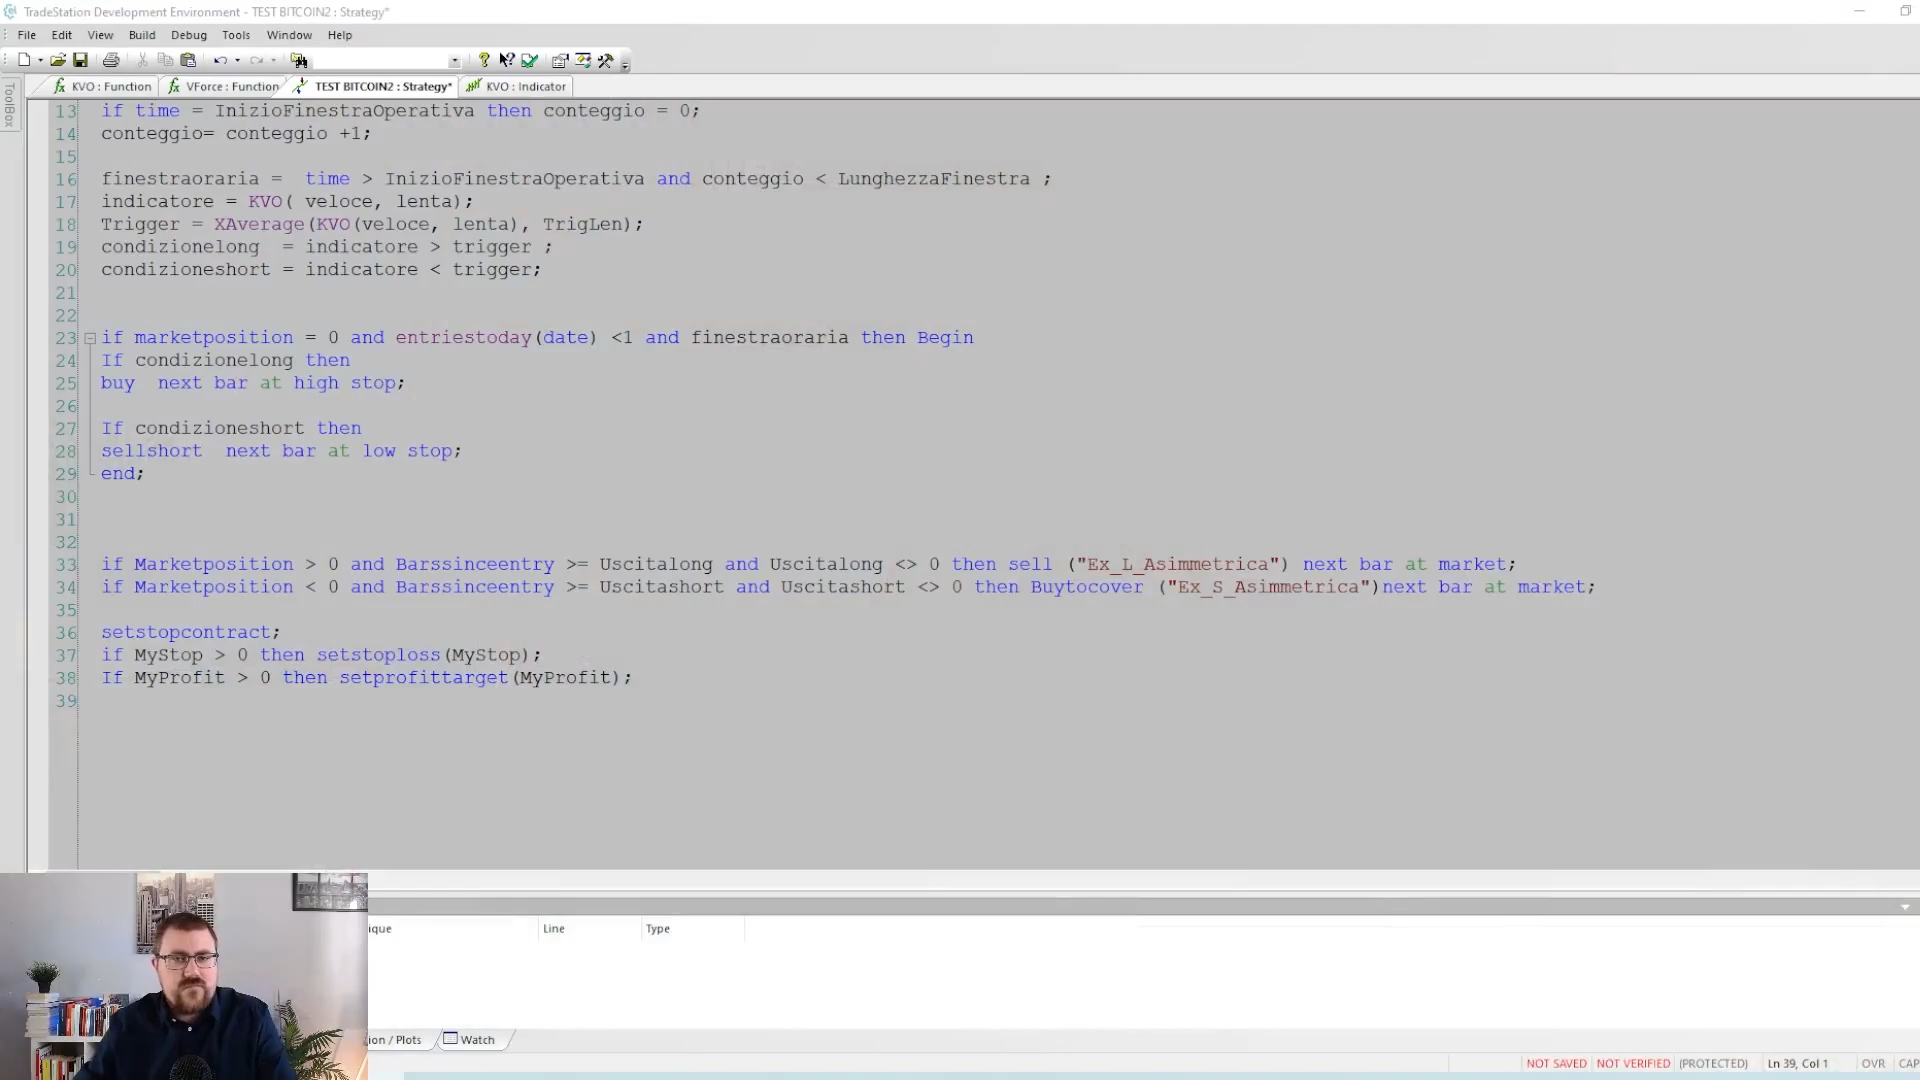 TradeStation Development Environment - TEST BITCOIN2 : Strategy*
File Edit View Build Debug Tools Window Help
ToolBox
KVO : Function VForce : Function TEST BITCOIN2 : Strategy* KVO : Indicator
13 if time = InizioFinestraOperativa then conteggio = 0;
14 conteggio= conteggio +1;
15
16 finestraoraria = time > InizioFinestraOperativa and conteggio < LunghezzaFinestra ;
17 indicatore = KVO( veloce, lenta);
18 Trigger = XAverage(KVO(veloce, lenta), TrigLen);
19 condizionelong = indicatore > trigger ;
20 condizioneshort = indicatore < trigger;
21
22
23 if marketposition = 0 and entriestoday(date) <1 and finestraoraria then Begin
24 If condizionelong then
25 buy next bar at high stop;
26
27 If condizioneshort then
28 sellshort next bar at low stop;
29 end;
30
31
32
33 if Marketposition > 0 and Barssinceentry >= Uscitalong and Uscitalong <> 0 then sell ("Ex_L_Asimmetrica") next bar at market;
34 if Marketposition < 0 and Barssinceentry >= Uscitashort and Uscitashort <> 0 then Buytocover ("Ex_S_Asimmetrica")next bar at market;
35
36 setstopcontract;
37 if MyStop > 0 then setstoploss(MyStop);
38 If MyProfit > 0 then setprofittarget(MyProfit);
39
ique Line Type
ion / Plots Watch
NOT SAVED NOT VERIFIED (PROTECTED) Ln 39, Col 1 OVR CAP